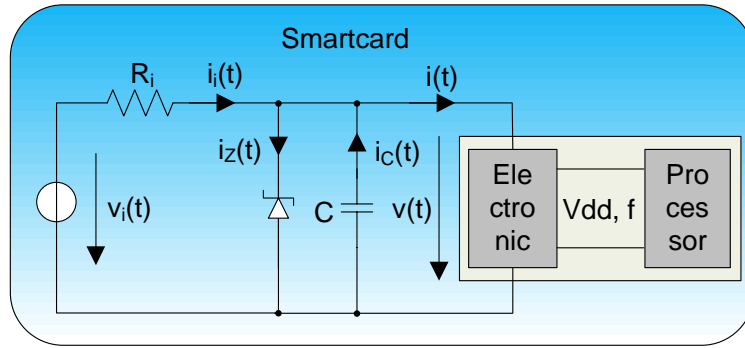 Smartcard
Ri
ii(t)
i(t)
iZ(t)
iC(t)
vi(t)
C
v(t)
Ele
ctro
nic
Vdd, f
Pro
ces
sor